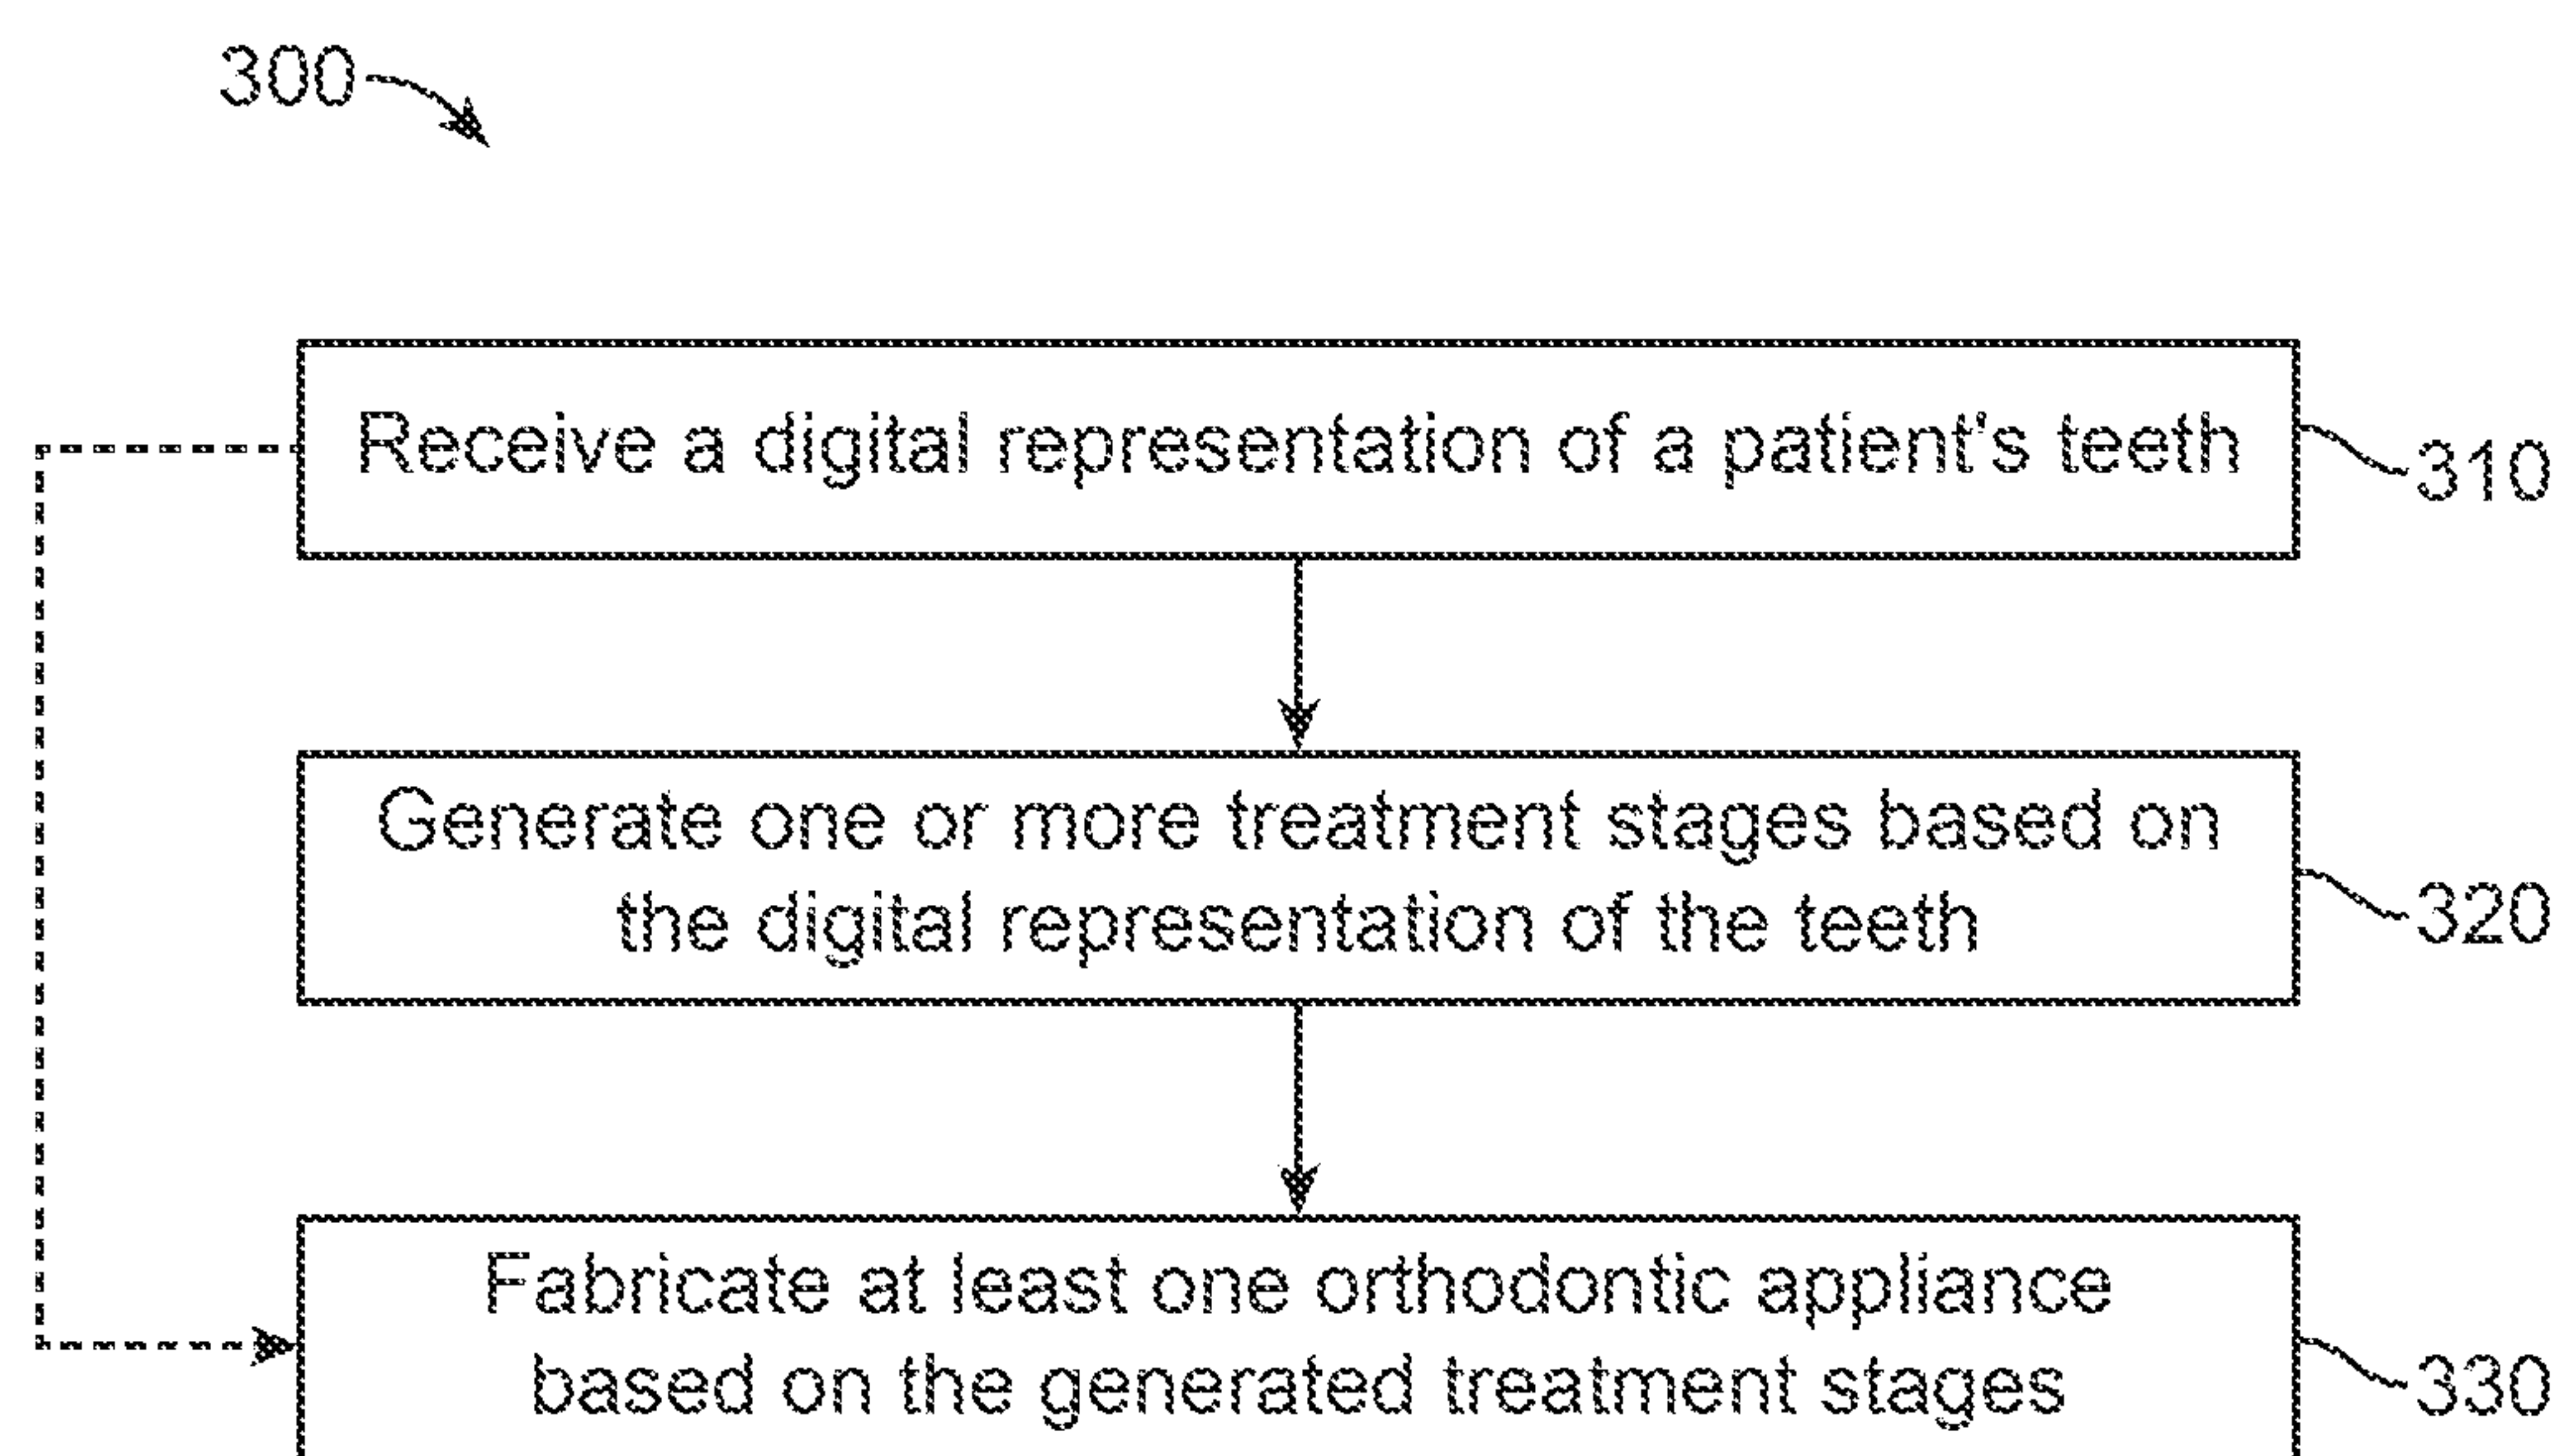 300
Receive a digital representation of a patient's teeth
310
Generate one or more treatment stages based on
the digital representation of the teeth
320
Fabricate at least one orthodontic appliance
based on the generated treatment stages
330